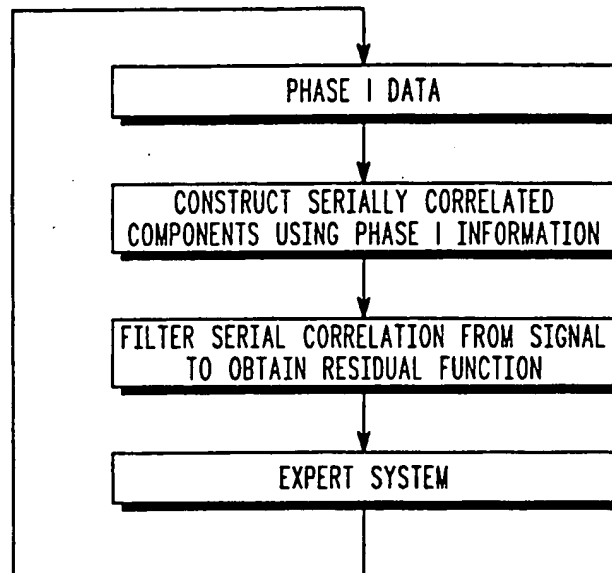 PHASE I DATA
CONSTRUCT SERIALLY CORRELATED
COMPONENTS USING PHASE I INFORMATION
FILTER SERIAL CORRELATION FROM SIGNAL
TO OBTAIN RESIDUAL FUNCTION
EXPERT SYSTEM